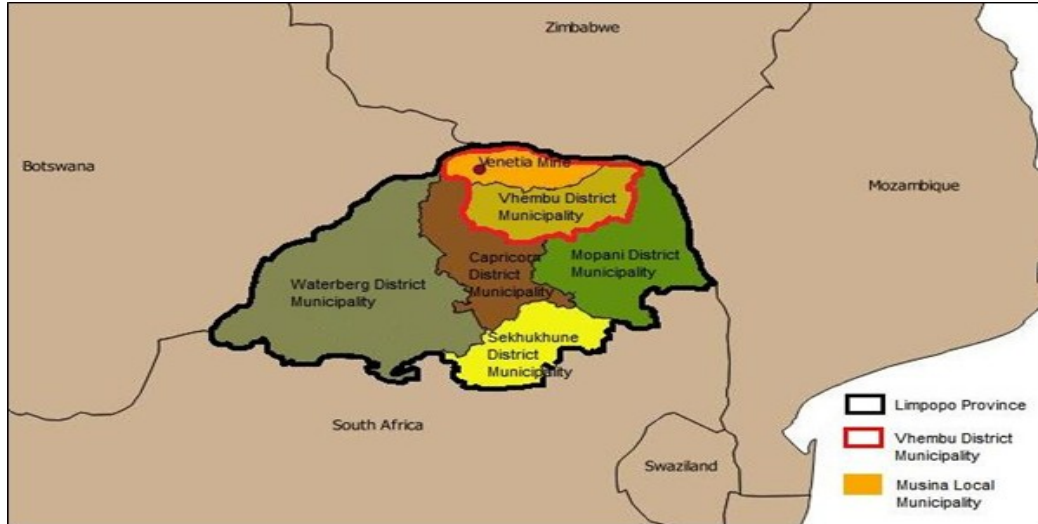 Zimbabwe
Botswana
Venetia Mine
Mozambique
Vhembu District
Municipality
Capricorn
District
Municipality
Mopani District
Municipality
Waterberg District
Municipality
Sekhukhune
District
Municipality
South Africa
Swaziland
Limpopo Province
Vhembu District
Municipality
Musina Local
Municipality